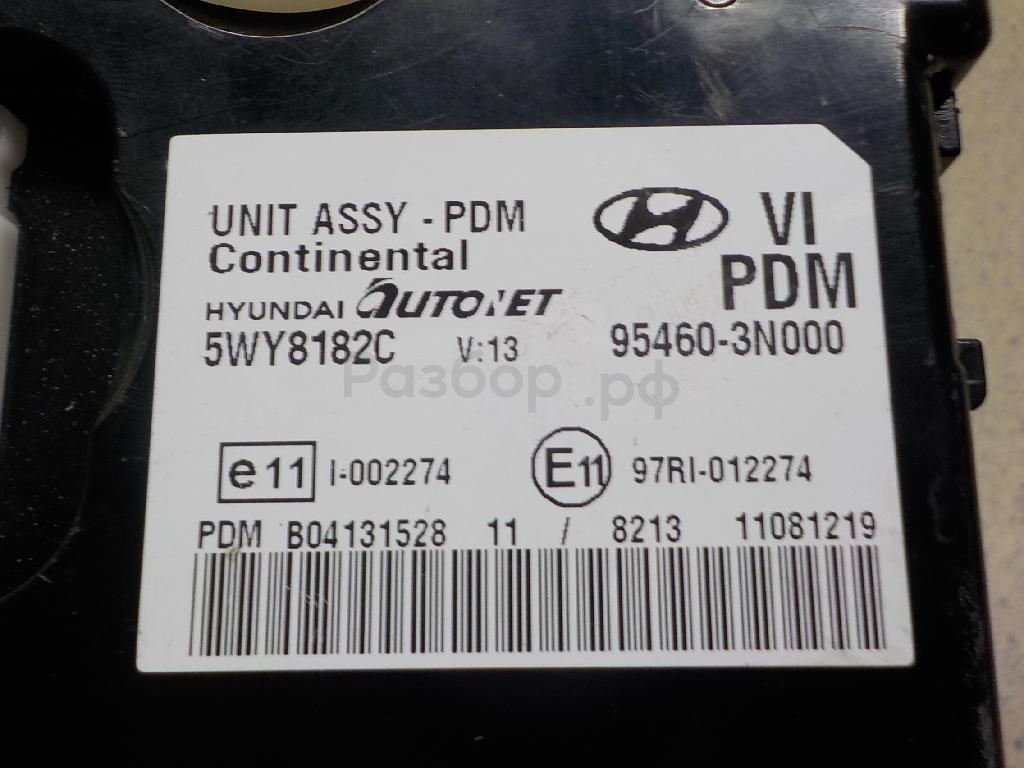 UNIT ASSY - PDM
Continental
HYUNDAI AUTONET
5WY8182C V:13
VI
PDM
95460-3N000
Разбор.рф
e11 I-002274
E11 97RI-012274
PDM B04131528 11 / 8213 11081219